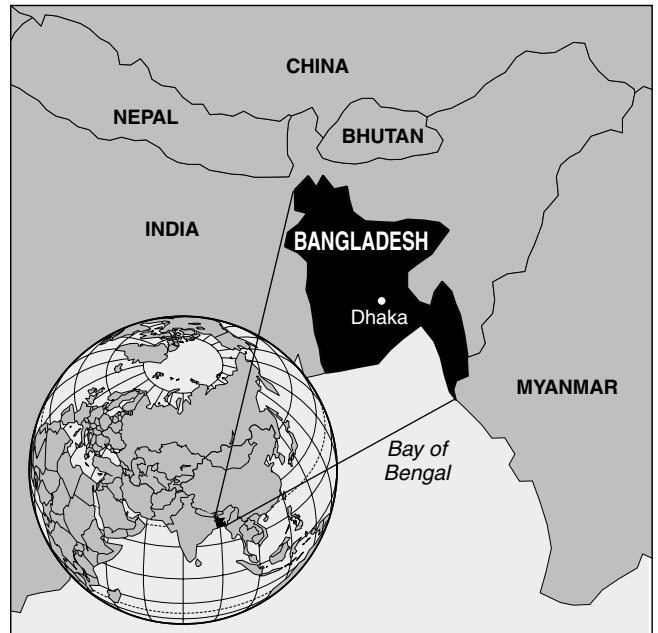 CHINA
NEPAL
BHUTAN
INDIA
BANGLADESH
Dhaka
MYANMAR
Bay of
Bengal